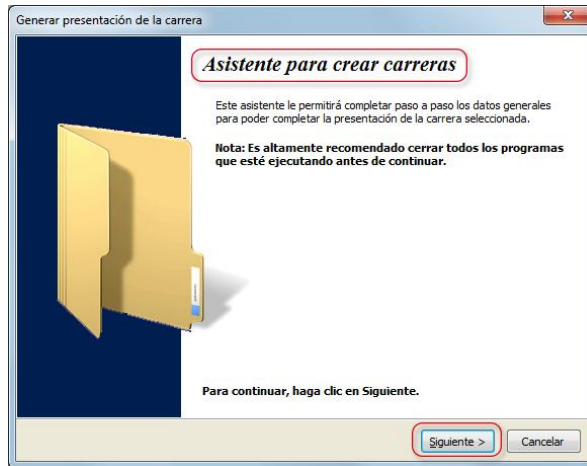 Generar presentación de la carrera
Asistente para crear carreras
Este asistente le permitirá completar paso a paso los datos generales
para poder completar la presentación de la carrera seleccionada.
Nota: Es altamente recomendado cerrar todos los programas
que esté ejecutando antes de continuar.
Para continuar, haga clic en Siguiente.
Siguiente > Cancelar